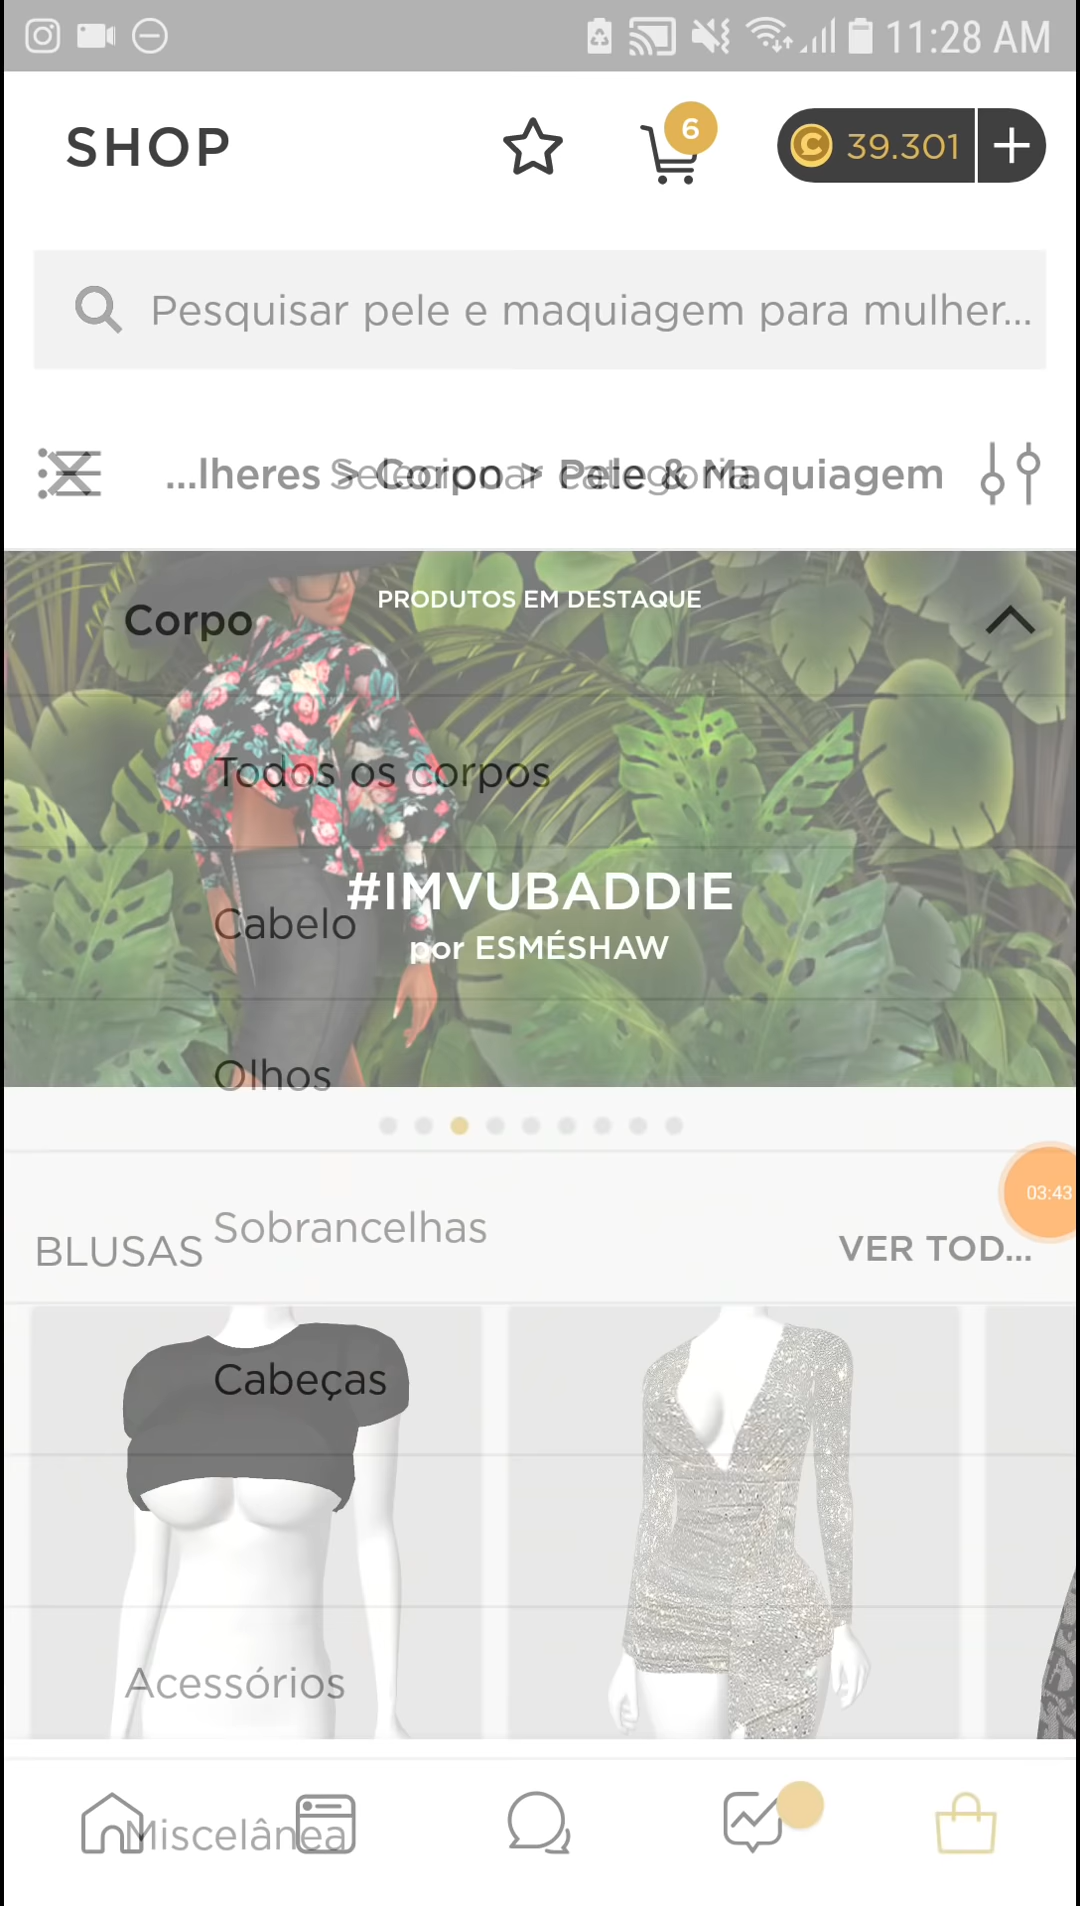 11:28 AM
SHOP
6
39.301
Pesquisar pele e maquiagem para mulher...
...lheres > Corpo > Pele & Maquiagem
Selecionar categoria
PRODUTOS EM DESTAQUE
Corpo
Todos os corpos
#IMVUBADDIE
Cabelo
por ESMÉSHAW
Olhos
03:43
Sobrancelhas
BLUSAS
VER TOD...
Cabeças
Acessórios
Miscelânea